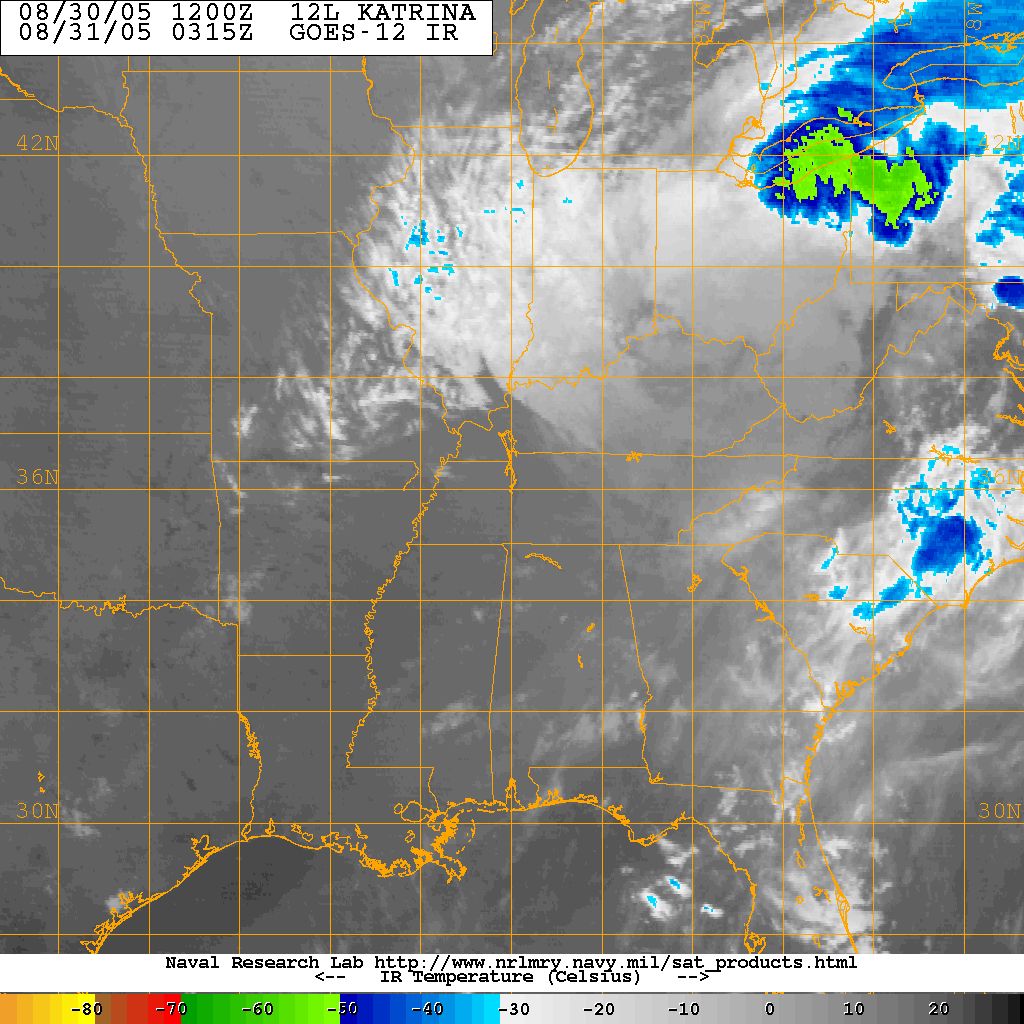 08/30/05 1200Z 12L KATRINA
08/31/05 0315Z GOES-12 IR
78W
42N
42N
36N
36N
30N
30N
Naval Research Lab http://www.nrlmry.navy.mil/sat_products.html
<-- IR Temperature (Celsius) -->
-80 -70 -60 -50 -40 -30 -20 -10 0 10 20